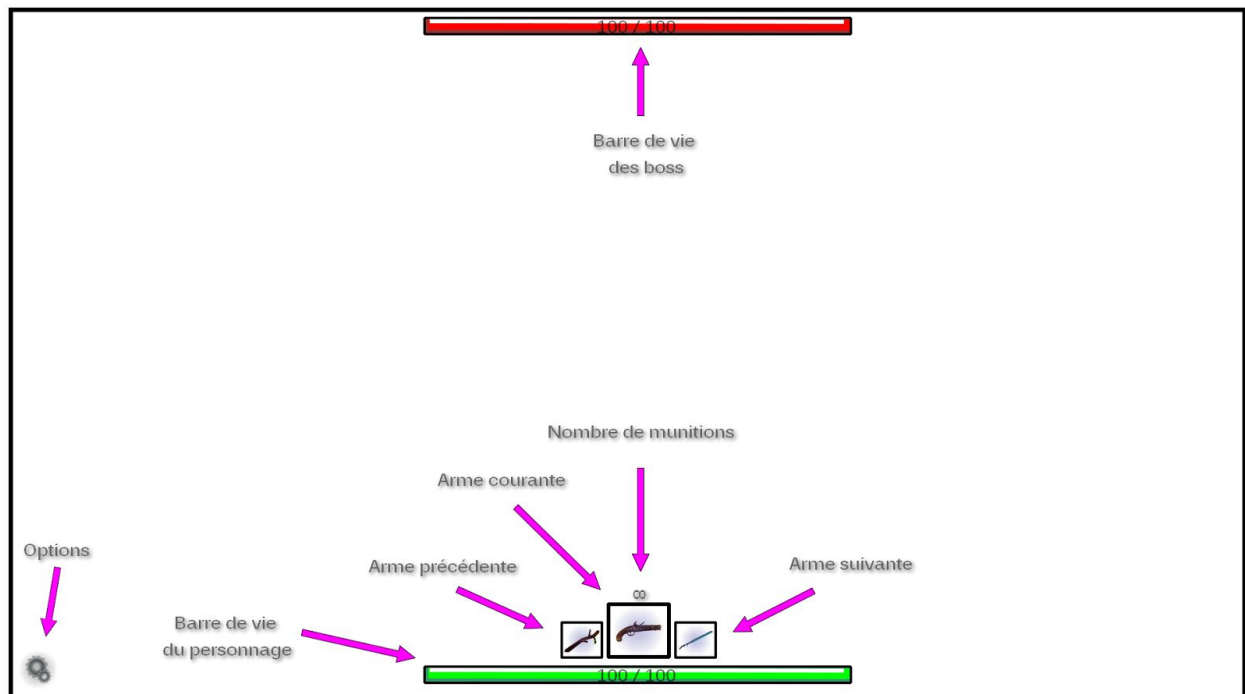 100 / 100
Barre de vie
des boss
Nombre de munitions
Arme courante
Options
Arme précédente
Arme suivante
∞
Barre de vie
du personnage
100 / 100